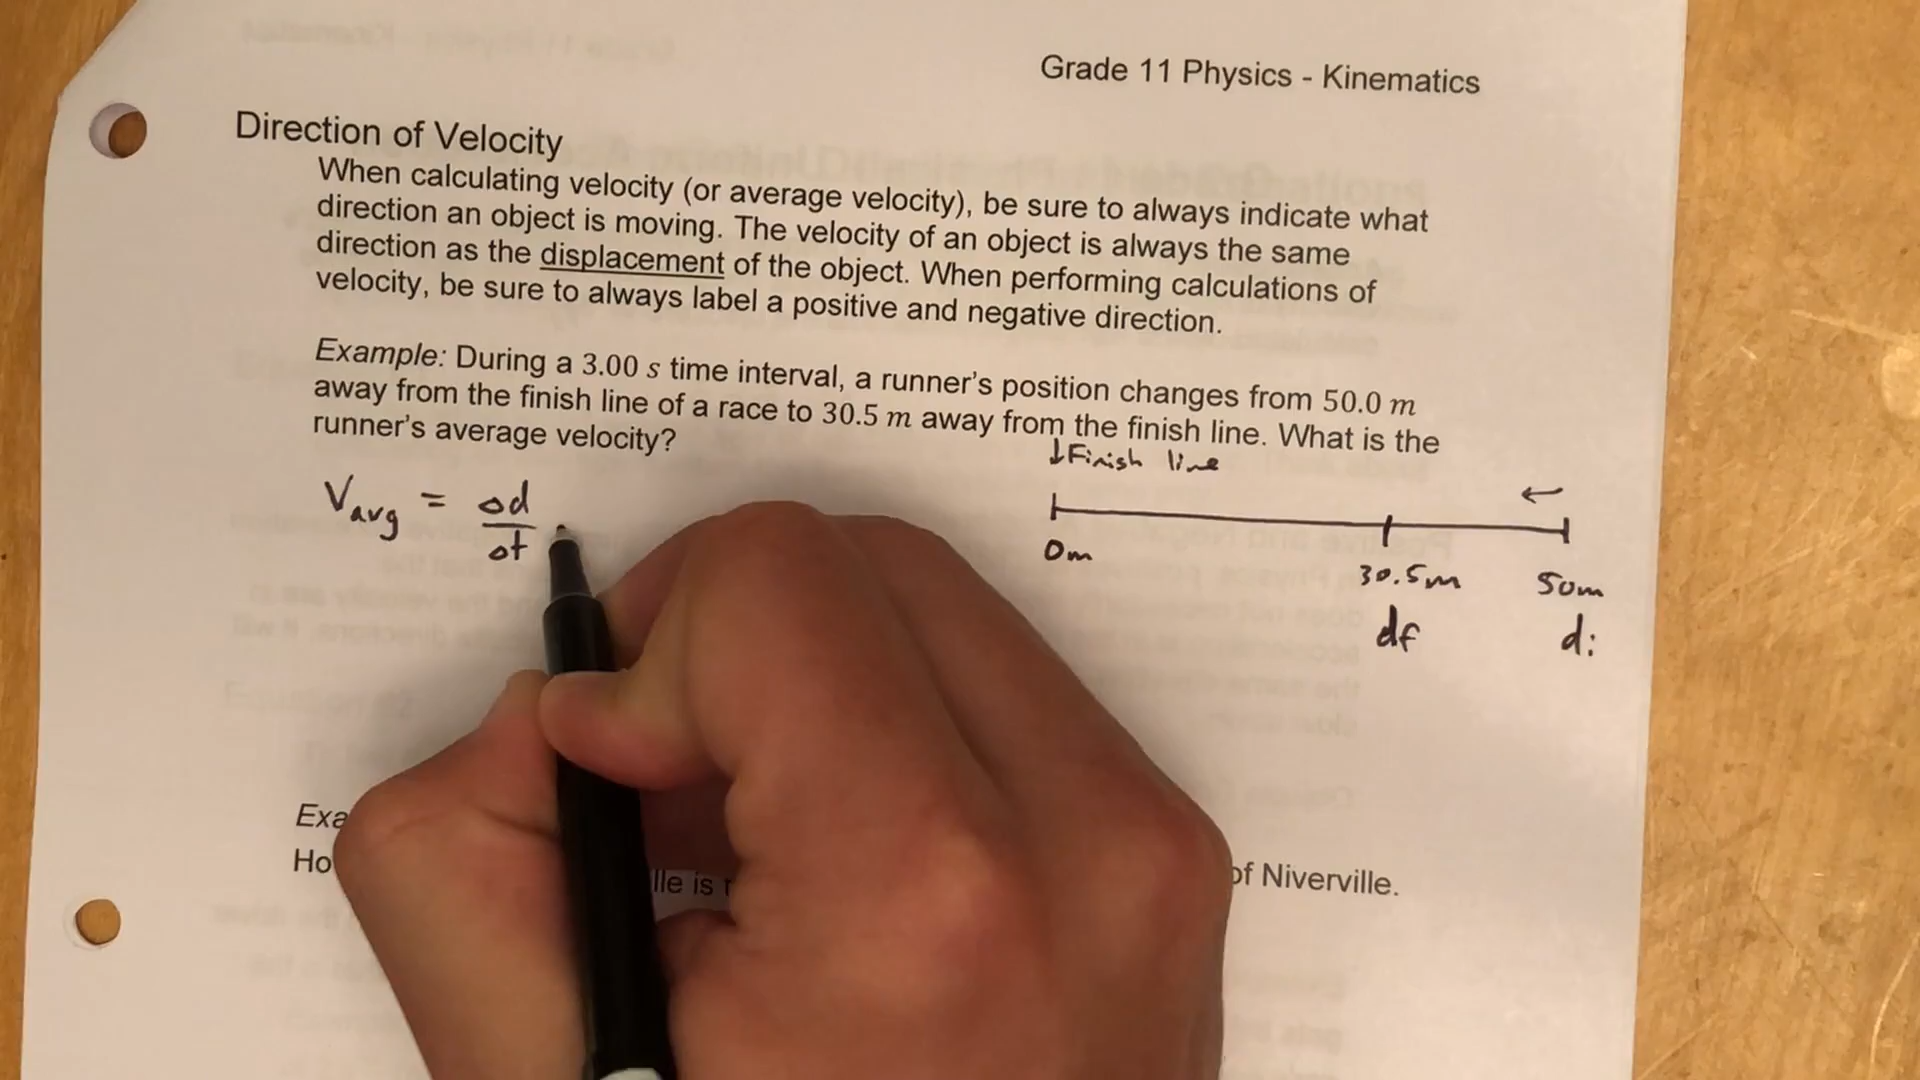 Grade 11 Physics - Kinematics
Direction of Velocity
When calculating velocity (or average velocity), be sure to always indicate what
direction an object is moving. The velocity of an object is always the same
direction as the displacement of the object. When performing calculations of
velocity, be sure to always label a positive and negative direction.
Example: During a 3.00 s time interval, a runner's position changes from 50.0 m
away from the finish line of a race to 30.5 m away from the finish line. What is the
runner's average velocity?
↓Finish line
Vavg = Δd
Δt
←
0m
30.5m
50m
df
di
Exa
Ho
lle is
of Niverville.